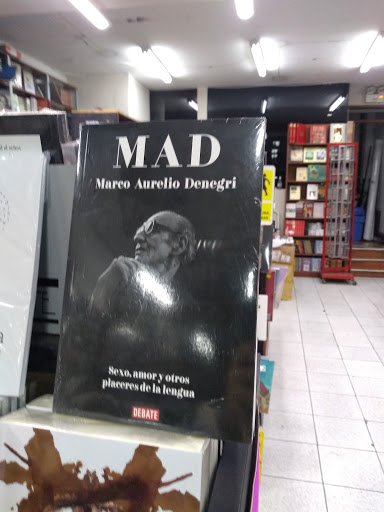 MAD
Marco Aurelio Denegri
Sexo, amor y otros
placeres de la lengua
DEBATE